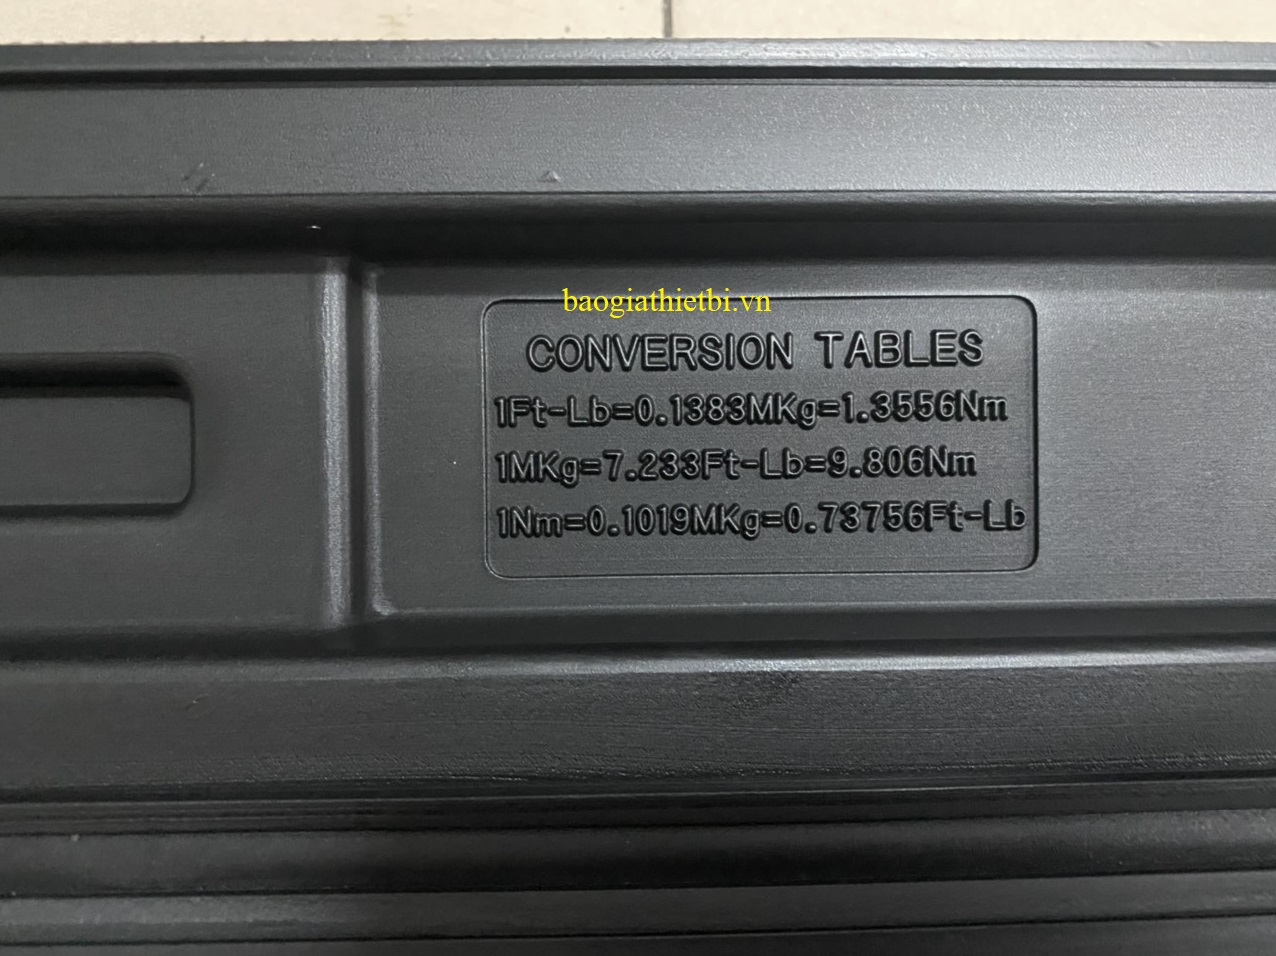 baogiathietbi.vn
CONVERSION TABLES
1Ft-Lb=0.1383MKg=1.3556Nm
1MKg=7.233Ft-Lb=9.806Nm
1Nm=0.1019MKg=0.73756Ft-Lb